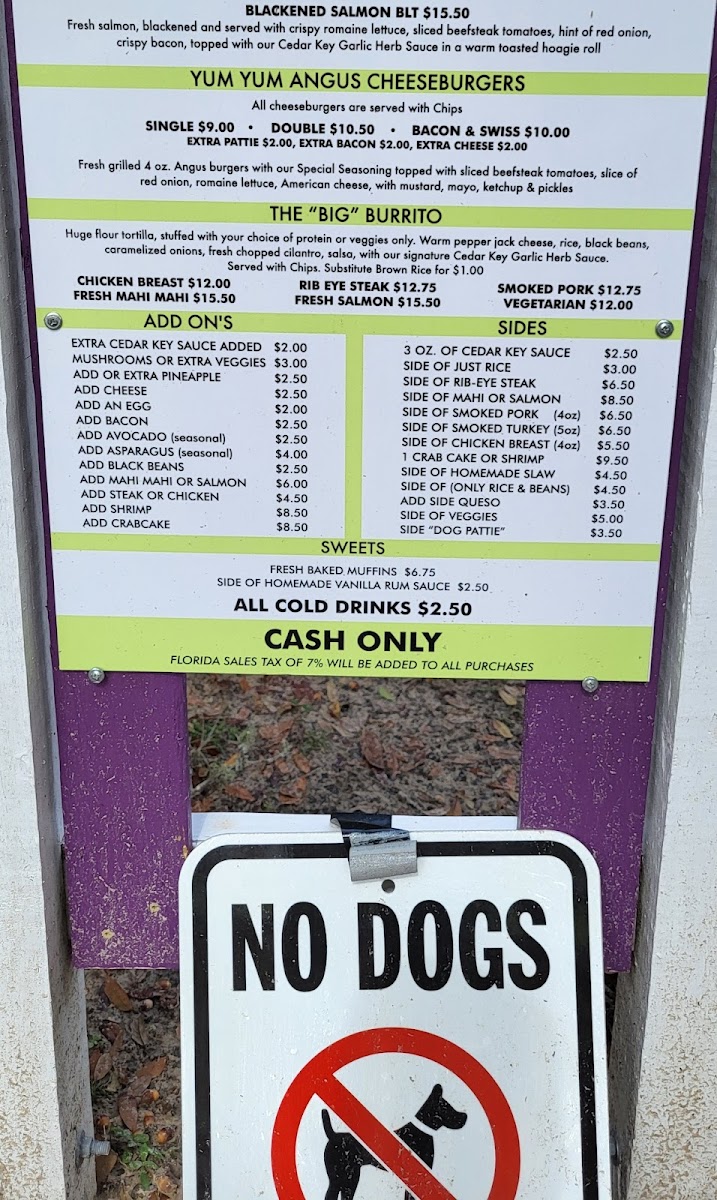 BLACKENED SALMON BLT $15.50
Fresh salmon, blackened and served with crispy romaine lettuce, sliced beefsteak tomatoes, hint of red onion,
crispy bacon, topped with our Cedar Key Garlic Herb Sauce in a warm toasted hoagie roll
YUM YUM ANGUS CHEESEBURGERS
All cheeseburgers are served with Chips
SINGLE $9.00 • DOUBLE $10.50 • BACON & SWISS $10.00
EXTRA PATTIE $2.00, EXTRA BACON $2.00, EXTRA CHEESE $2.00
Fresh grilled 4 oz. Angus burgers with our Special Seasoning topped with sliced beefsteak tomatoes, slice of
red onion, romaine lettuce, American cheese, with mustard, mayo, ketchup & pickles
THE "BIG" BURRITO
Huge flour tortilla, stuffed with your choice of protein or veggies only. Warm pepper jack cheese, rice, black beans,
caramelized onions, fresh chopped cilantro, salsa, with our signature Cedar Key Garlic Herb Sauce.
Served with Chips. Substitute Brown Rice for $1.00
CHICKEN BREAST $12.00 RIB EYE STEAK $12.75 SMOKED PORK $12.75
FRESH MAHI MAHI $15.50 FRESH SALMON $15.50 VEGETARIAN $12.00
ADD ON'S
EXTRA CEDAR KEY SAUCE ADDED $2.00
MUSHROOMS OR EXTRA VEGGIES $3.00
ADD OR EXTRA PINEAPPLE $2.50
ADD CHEESE $2.50
ADD AN EGG $2.00
ADD BACON $2.50
ADD AVOCADO (seasonal) $2.50
ADD ASPARAGUS (seasonal) $4.00
ADD BLACK BEANS $2.50
ADD MAHI MAHI OR SALMON $6.00
ADD STEAK OR CHICKEN $4.50
ADD SHRIMP $8.50
ADD CRABCAKE $8.50
SIDES
3 OZ. OF CEDAR KEY SAUCE $2.50
SIDE OF JUST RICE $3.00
SIDE OF RIB-EYE STEAK $6.50
SIDE OF MAHI OR SALMON $8.50
SIDE OF SMOKED PORK (4oz) $6.50
SIDE OF SMOKED TURKEY (5oz) $6.50
SIDE OF CHICKEN BREAST (4oz) $5.50
1 CRAB CAKE OR SHRIMP $9.50
SIDE OF HOMEMADE SLAW $4.50
SIDE OF (ONLY RICE & BEANS) $4.50
ADD SIDE QUESO $3.50
SIDE OF VEGGIES $5.00
SIDE "DOG PATTIE" $3.50
SWEETS
FRESH BAKED MUFFINS $6.75
SIDE OF HOMEMADE VANILLA RUM SAUCE $2.50
ALL COLD DRINKS $2.50
CASH ONLY
FLORIDA SALES TAX OF 7% WILL BE ADDED TO ALL PURCHASES
NO DOGS